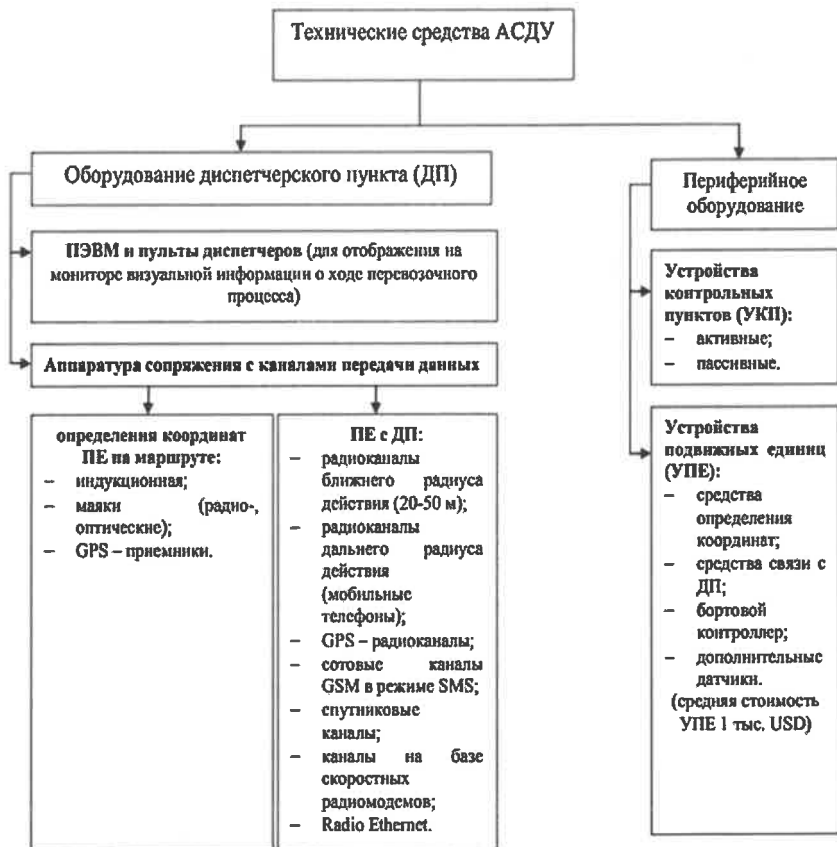 Технические средства АСДУ
Оборудование диспетчерского пункта (ДП)
ПЭВМ и пульты диспетчеров (для отображения на
мониторе визуальной информации о ходе перевозочного
процесса)
Аппаратура сопряжения с каналами передачи данных
определения координат
ПЕ на маршруте:
– индукционная;
– маяки (радио-,
оптические);
– GPS – приемники.
ПЕ с ДП:
– радиоканалы
ближнего радиуса
действия (20-50 м);
– радиоканалы
дальнего радиуса
действия
(мобильные
телефоны);
– GPS – радиоканалы;
– сотовые каналы
GSM в режиме SMS;
– спутниковые
каналы;
– каналы на базе
скоростных
радиомодемов;
– Radio Ethernet.
Периферийное
оборудование
Устройства
контрольных
пунктов (УКП):
– активные;
– пассивные.
Устройства
подвижных единиц
(УПЕ):
– средства
определения
координат;
– средства связи с
ДП;
– бортовой
контроллер;
– дополнительные
датчики.
(средняя стоимость
УПЕ 1 тыс. USD)